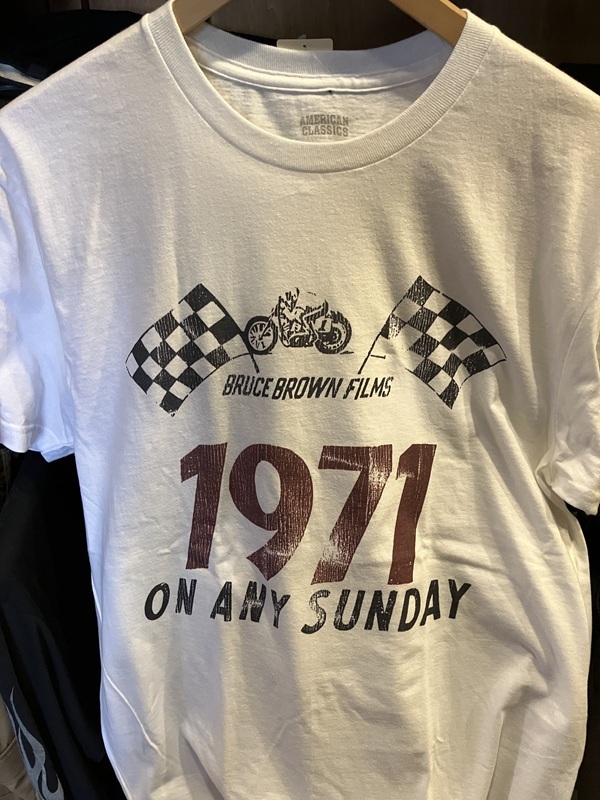 AMERICAN
CLASSICS
BRUCE BROWN FILMS
1971
ON ANY SUNDAY